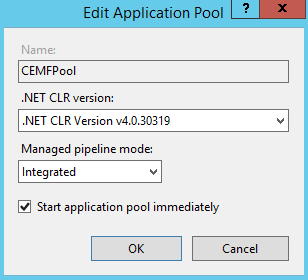 Edit Application Pool
?
Name:
CEMFPool
.NET CLR version:
.NET CLR Version v4.0.30319
Managed pipeline mode:
Integrated
Start application pool immediately
OK
Cancel